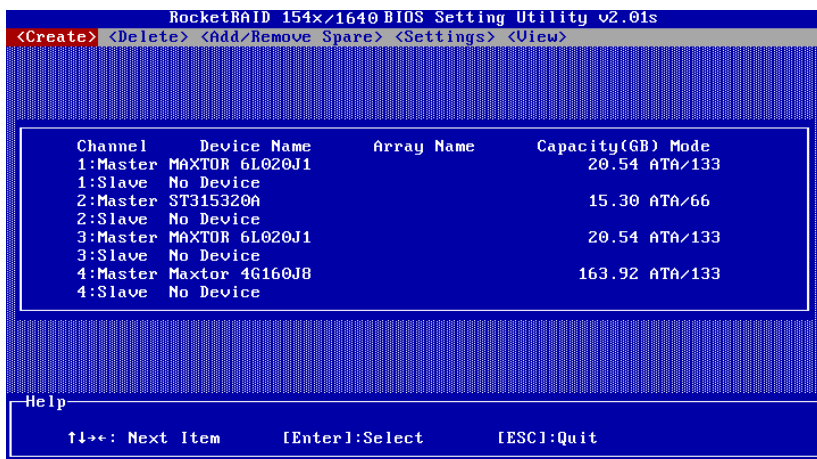 RocketRAID 154x/1640 BIOS Setting Utility v2.01s
<Create> <Delete> <Add/Remove Spare> <Settings> <View>
Channel Device Name Array Name Capacity(GB) Mode
1:Master MAXTOR 6L020J1 20.54 ATA/133
1:Slave No Device
2:Master ST315320A 15.30 ATA/66
2:Slave No Device
3:Master MAXTOR 6L020J1 20.54 ATA/133
3:Slave No Device
4:Master Maxtor 4G160J8 163.92 ATA/133
4:Slave No Device
Help
↑↓→←: Next Item [Enter]:Select [ESC]:Quit